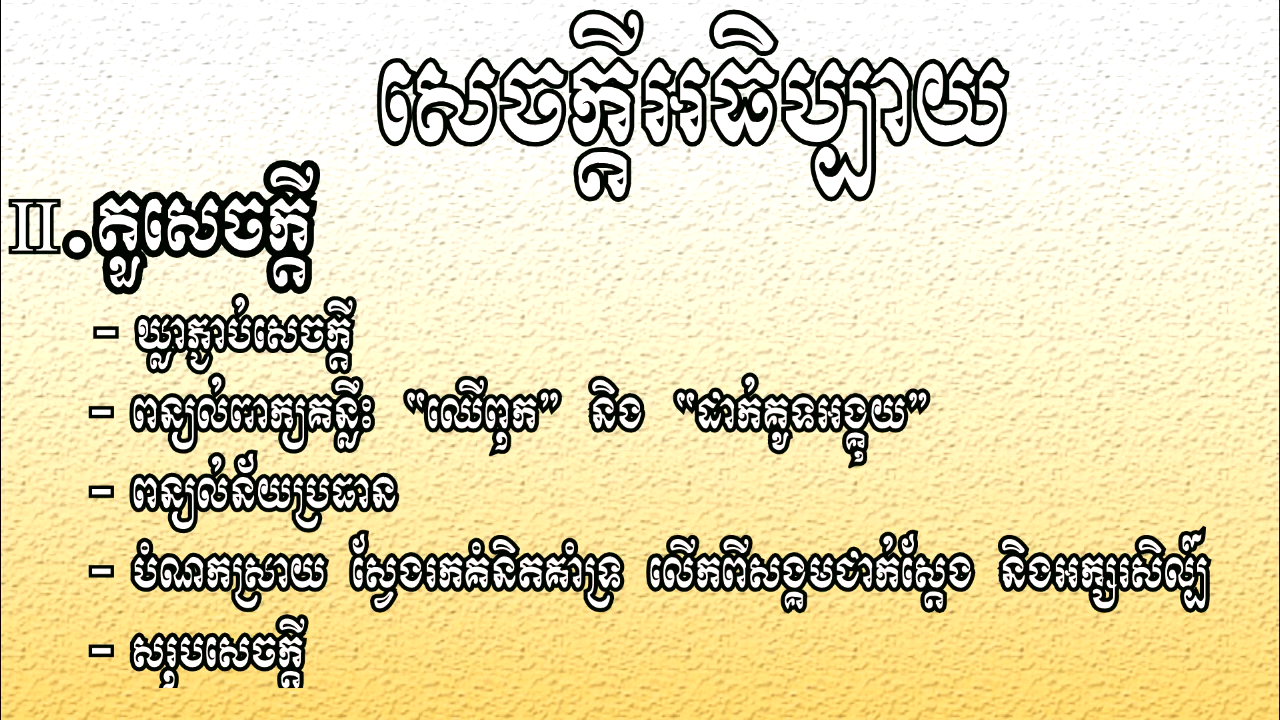 សេចក្ដីអធិប្បាយ
II.តួសេចក្ដី
- ឃ្លាភ្ជាប់សេចក្ដី
- ពន្យល់ពាក្យគន្លឹះ “ឈើពុក” និង “ដាក់គូទអង្គុយ”
- ពន្យល់ន័យប្រធាន
- បំណកស្រាយ ស្វែងរកគំនិតគាំទ្រ លើកពីសង្គមជាក់ស្ដែង និងអក្សរសិល្ប៍
- សរុបសេចក្ដី